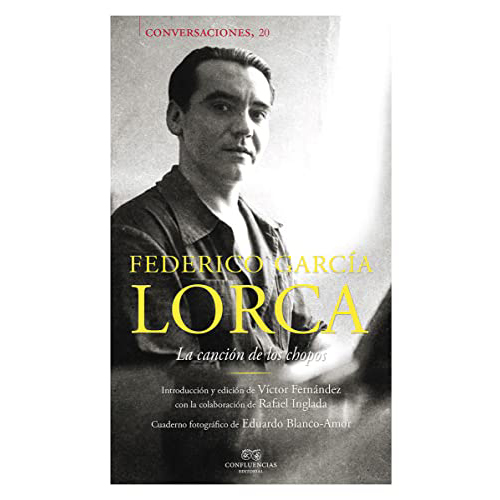 CONVERSACIONES, 20
FEDERICO GARCÍA
LORCA
La canción de los chopos
Introducción y edición de Víctor Fernández
con la colaboración de Rafael Inglada
Cuaderno fotográfico de Eduardo Blanco-Amor
CONFLUENCIAS
EDITORIAL